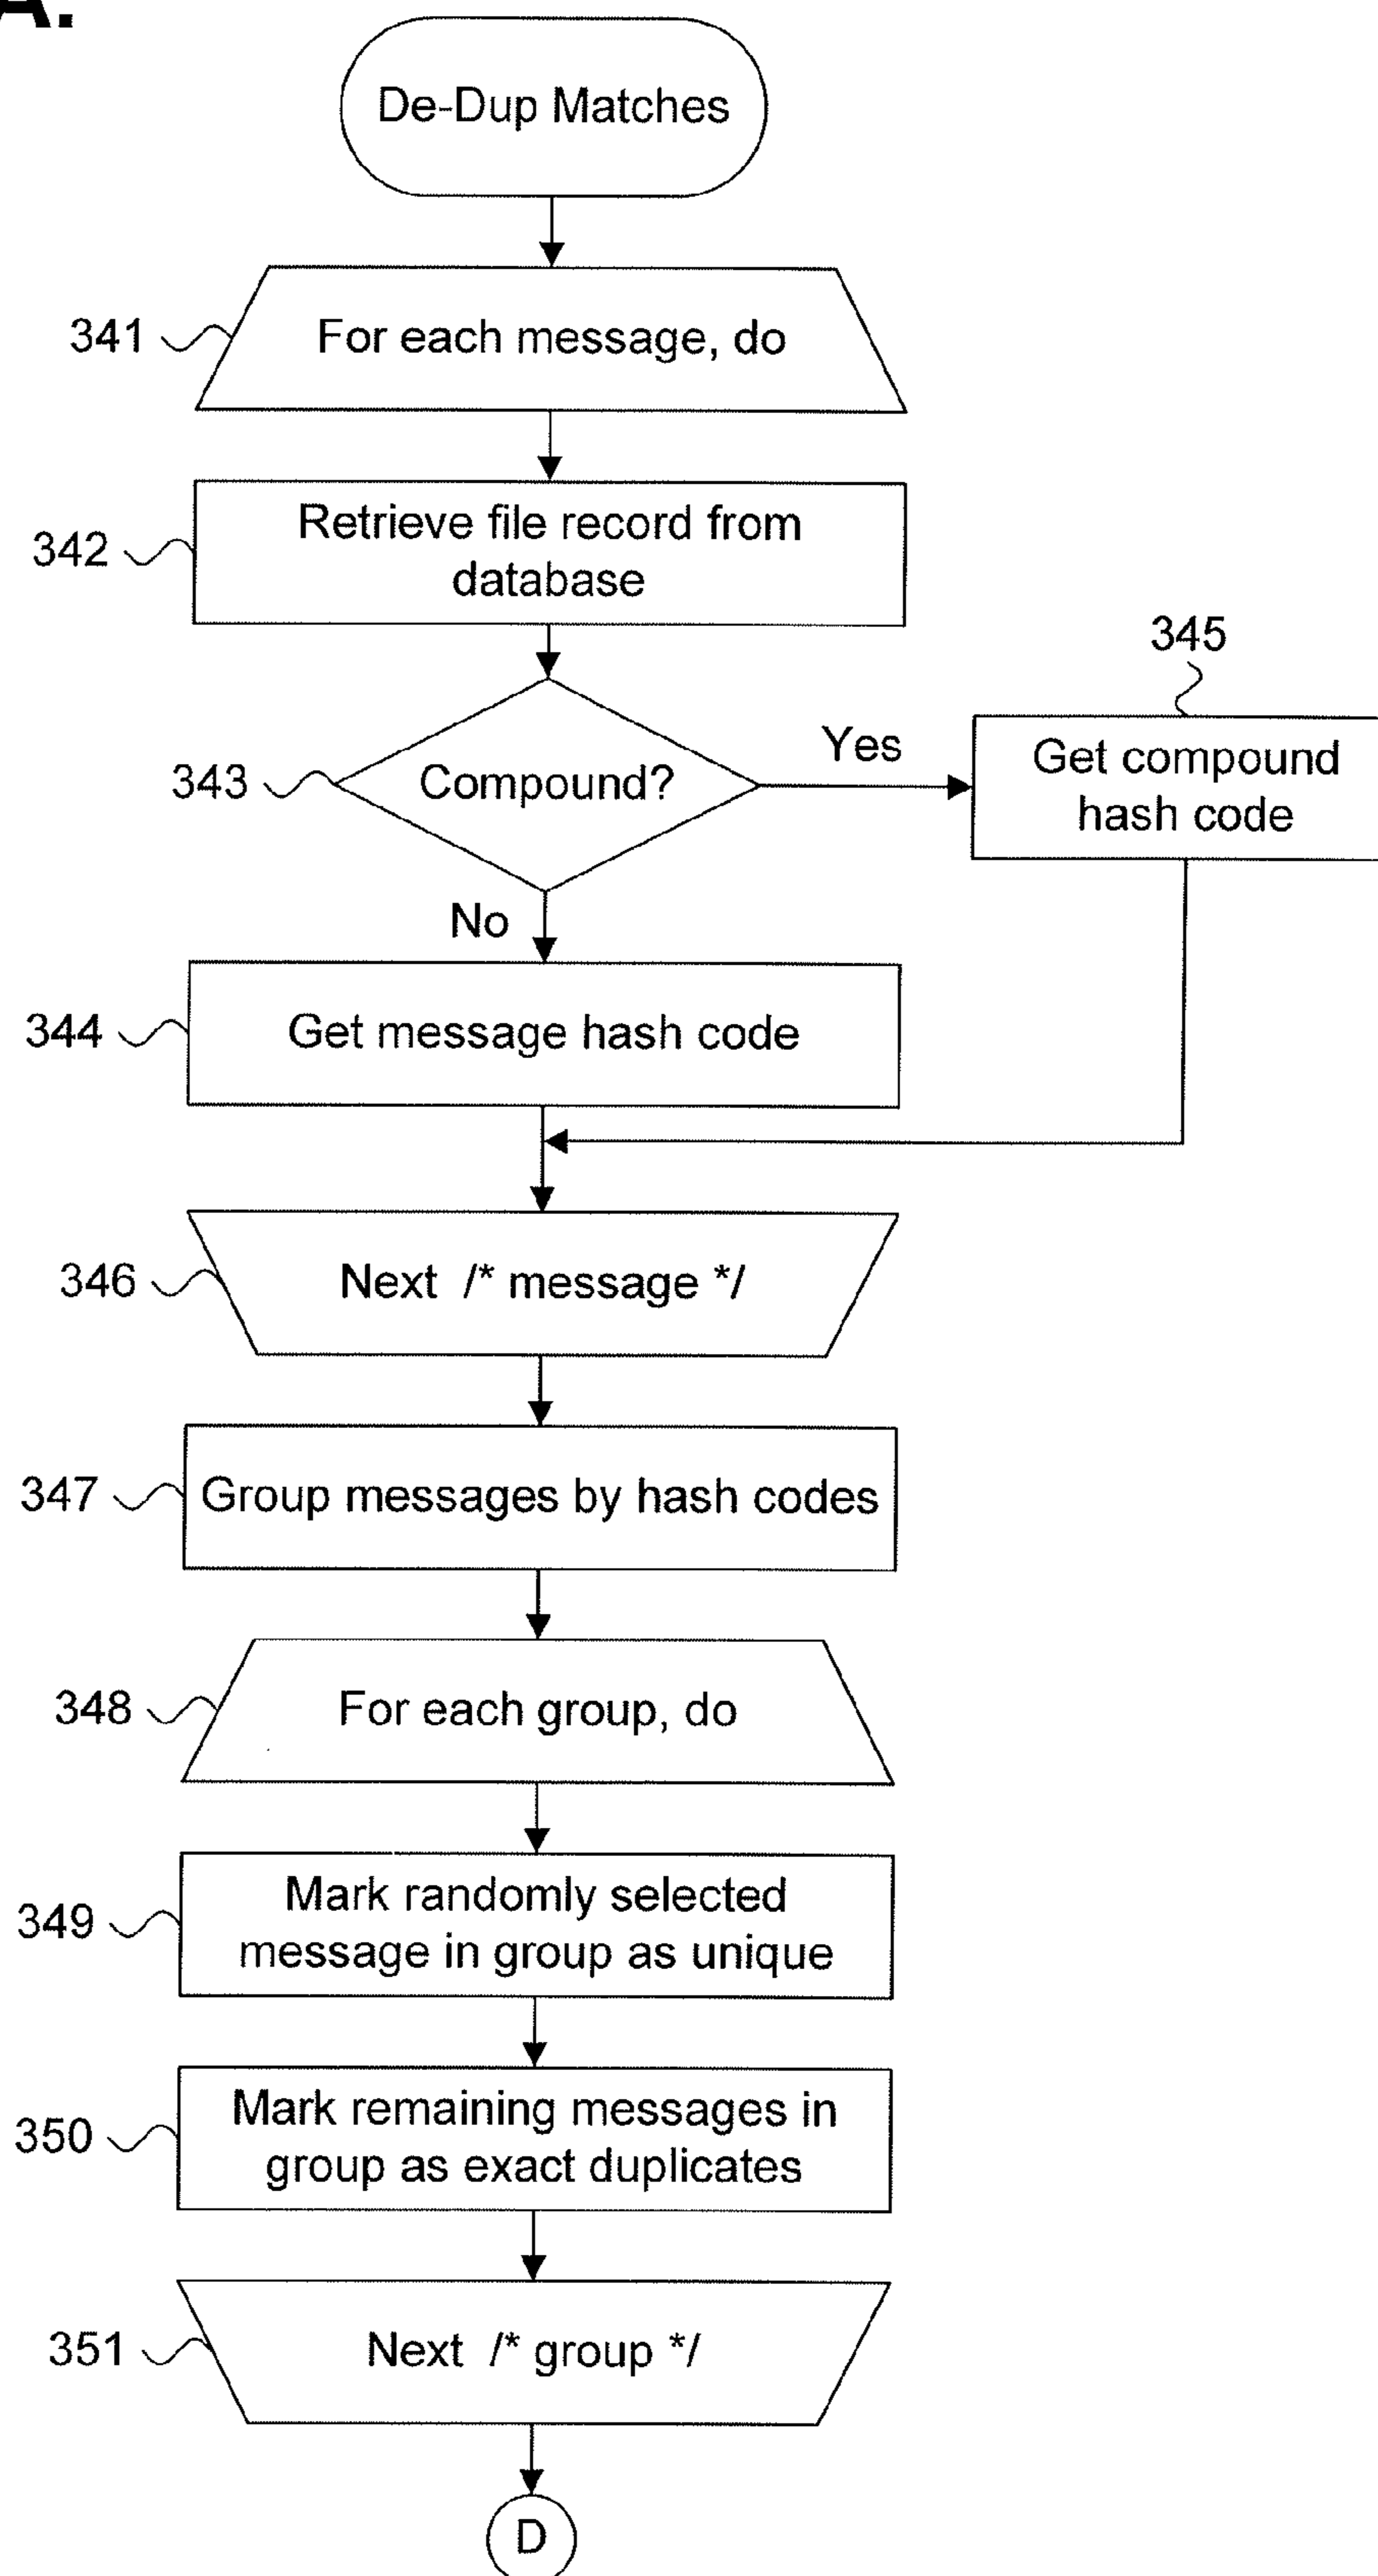 A.
De-Dup Matches
341
For each message, do
342
Retrieve file record from
database
345
343
Compound?
Yes
Get compound
hash code
No
344
Get message hash code
346
Next /* message */
347
Group messages by hash codes
348
For each group, do
349
Mark randomly selected
message in group as unique
350
Mark remaining messages in
group as exact duplicates
351
Next /* group */
D